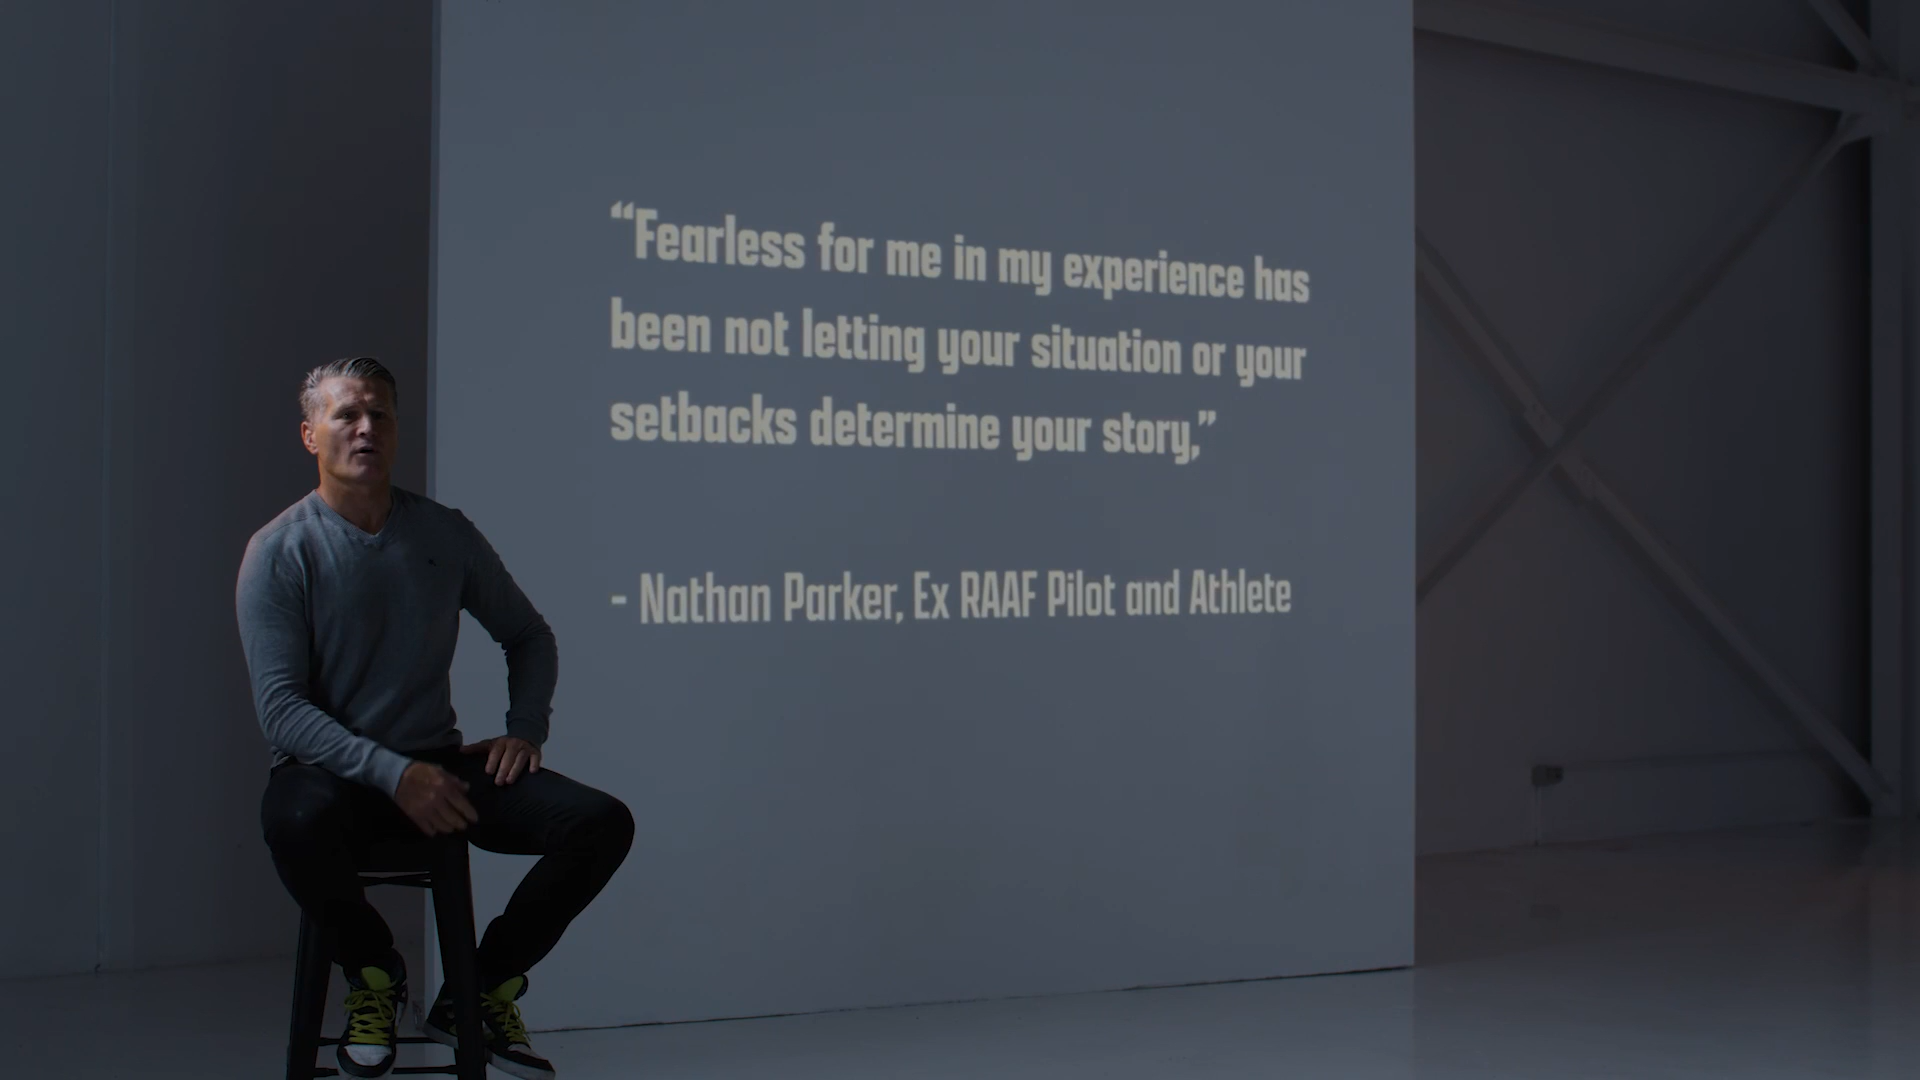 “Fearless for me in my experience has
been not letting your situation or your
setbacks determine your story,”
- Nathan Parker, Ex RAAF Pilot and Athlete